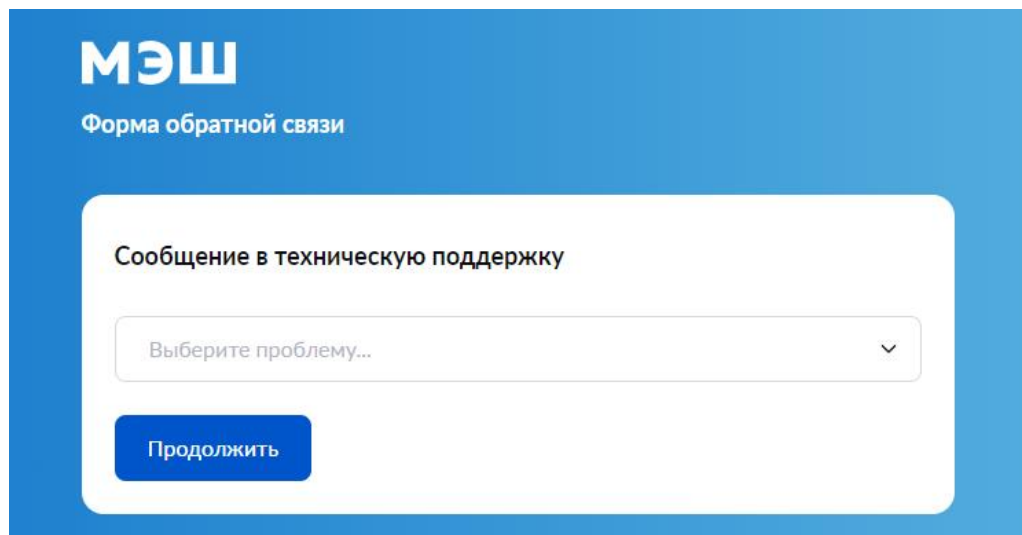 МЭШ
Форма обратной связи
Сообщение в техническую поддержку
Выберите проблему...
Продолжить